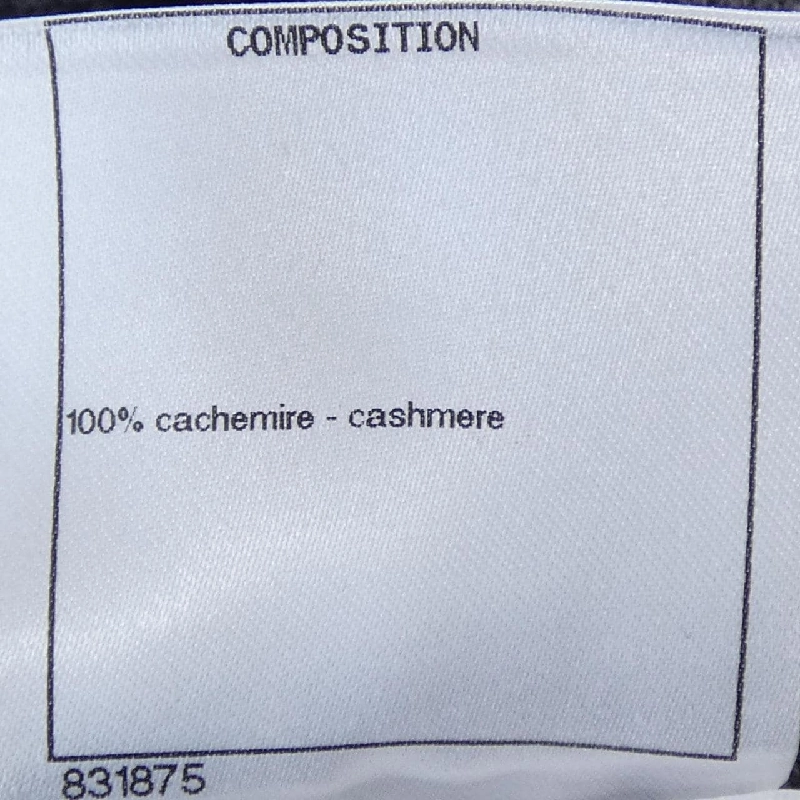 COMPOSITION
100% cachemire - cashmere
831875